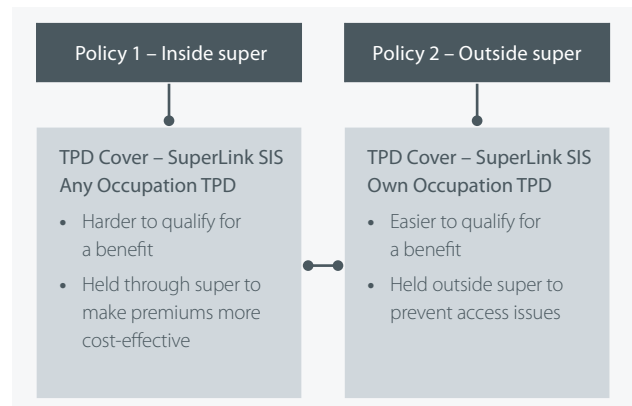 Policy 1 – Inside super
Policy 2 – Outside super
TPD Cover – SuperLink SIS
Any Occupation TPD
• Harder to qualify for
a benefit
• Held through super to
make premiums more
cost-effective
TPD Cover – SuperLink SIS
Own Occupation TPD
• Easier to qualify for
a benefit
• Held outside super to
prevent access issues